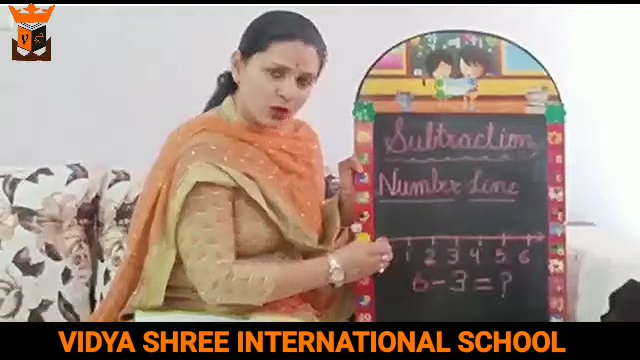 Subtraction
Number Line
1 2 3 4 5 6
6 - 3 = ?
VIDYA SHREE INTERNATIONAL SCHOOL